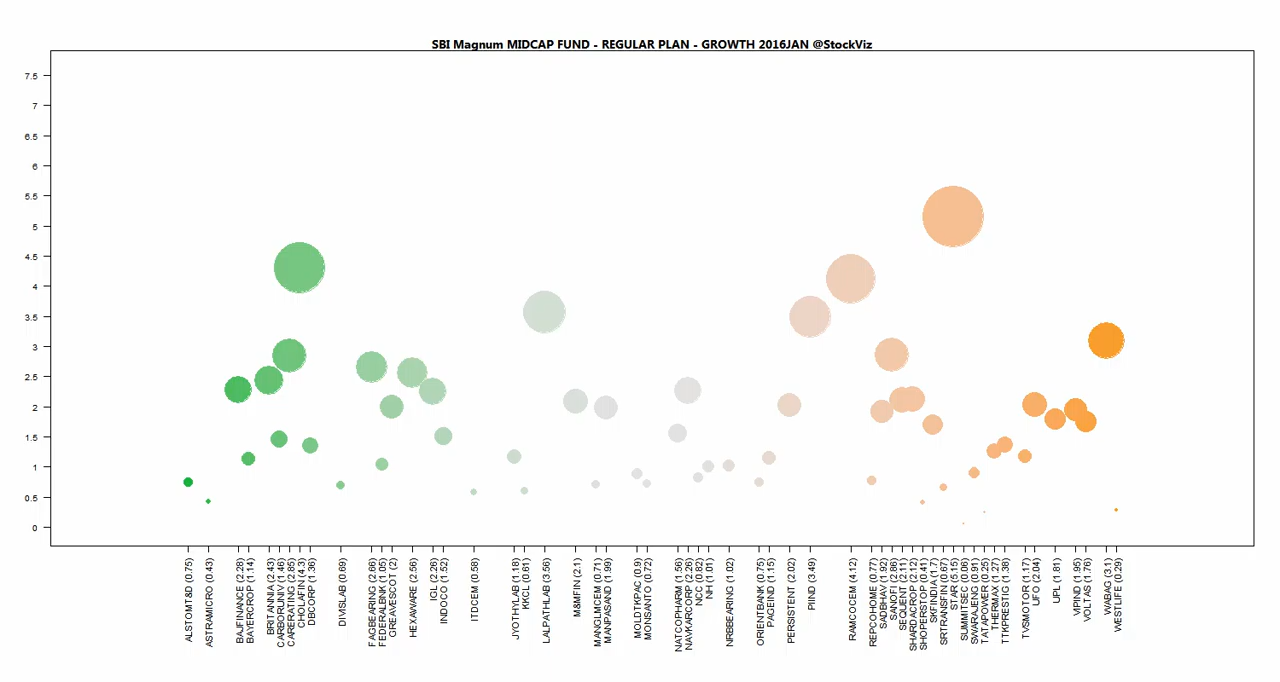 SBI Magnum MIDCAP FUND - REGULAR PLAN - GROWTH 2016JAN @StockViz
7.5
7
6.5
6
5.5
5
4.5
4
3.5
3
2.5
2
1.5
1
0.5
0
ALSTOMT&D (0.75)
ASTRAMICRO (0.43)
BAJFINANCE (2.28)
BAYERCROP (1.14)
BRITANNIA (2.43)
CARBORUNIV (1.46)
CARERATING (2.85)
CHOLAFIN (4.3)
DBCORP (1.36)
DIVISLAB (0.69)
FAGBEARING (2.66)
FEDERALBNK (1.05)
GREAVESCOT (2)
HEXAWARE (2.56)
IGL (2.26)
INDOCO (1.52)
ITDCEM (0.58)
JYOTHYLAB (1.18)
KKCL (0.61)
LALPATHLAB (3.56)
M&MFIN (2.1)
MANGLMCEM (0.71)
MANPASAND (1.99)
MOLDTKPAC (0.9)
MONSANTO (0.72)
NATCOPHARM (1.56)
NAVKARCORP (2.26)
NCC (0.82)
NH (1.01)
NRBBEARING (1.02)
ORIENTBANK (0.75)
PAGEIND (1.15)
PERSISTENT (2.02)
PIIND (3.49)
RAMCOCEM (4.12)
REPCOHOME (0.77)
SADBHAV (1.92)
SANOFI (2.86)
SEQUENT (2.11)
SHARDACROP (2.12)
SHOPERSTOP (0.41)
SKFINDIA (1.7)
SRTRANSFIN (0.67)
STAR (5.15)
SUMMITSEC (0.06)
SWARAJENG (0.91)
TATAPOWER (0.25)
THERMAX (1.27)
TTKPRESTIG (1.38)
TVSMOTOR (1.17)
UFO (2.04)
UPL (1.81)
VIPIND (1.95)
VOLTAS (1.76)
WABAG (3.1)
WESTLIFE (0.29)